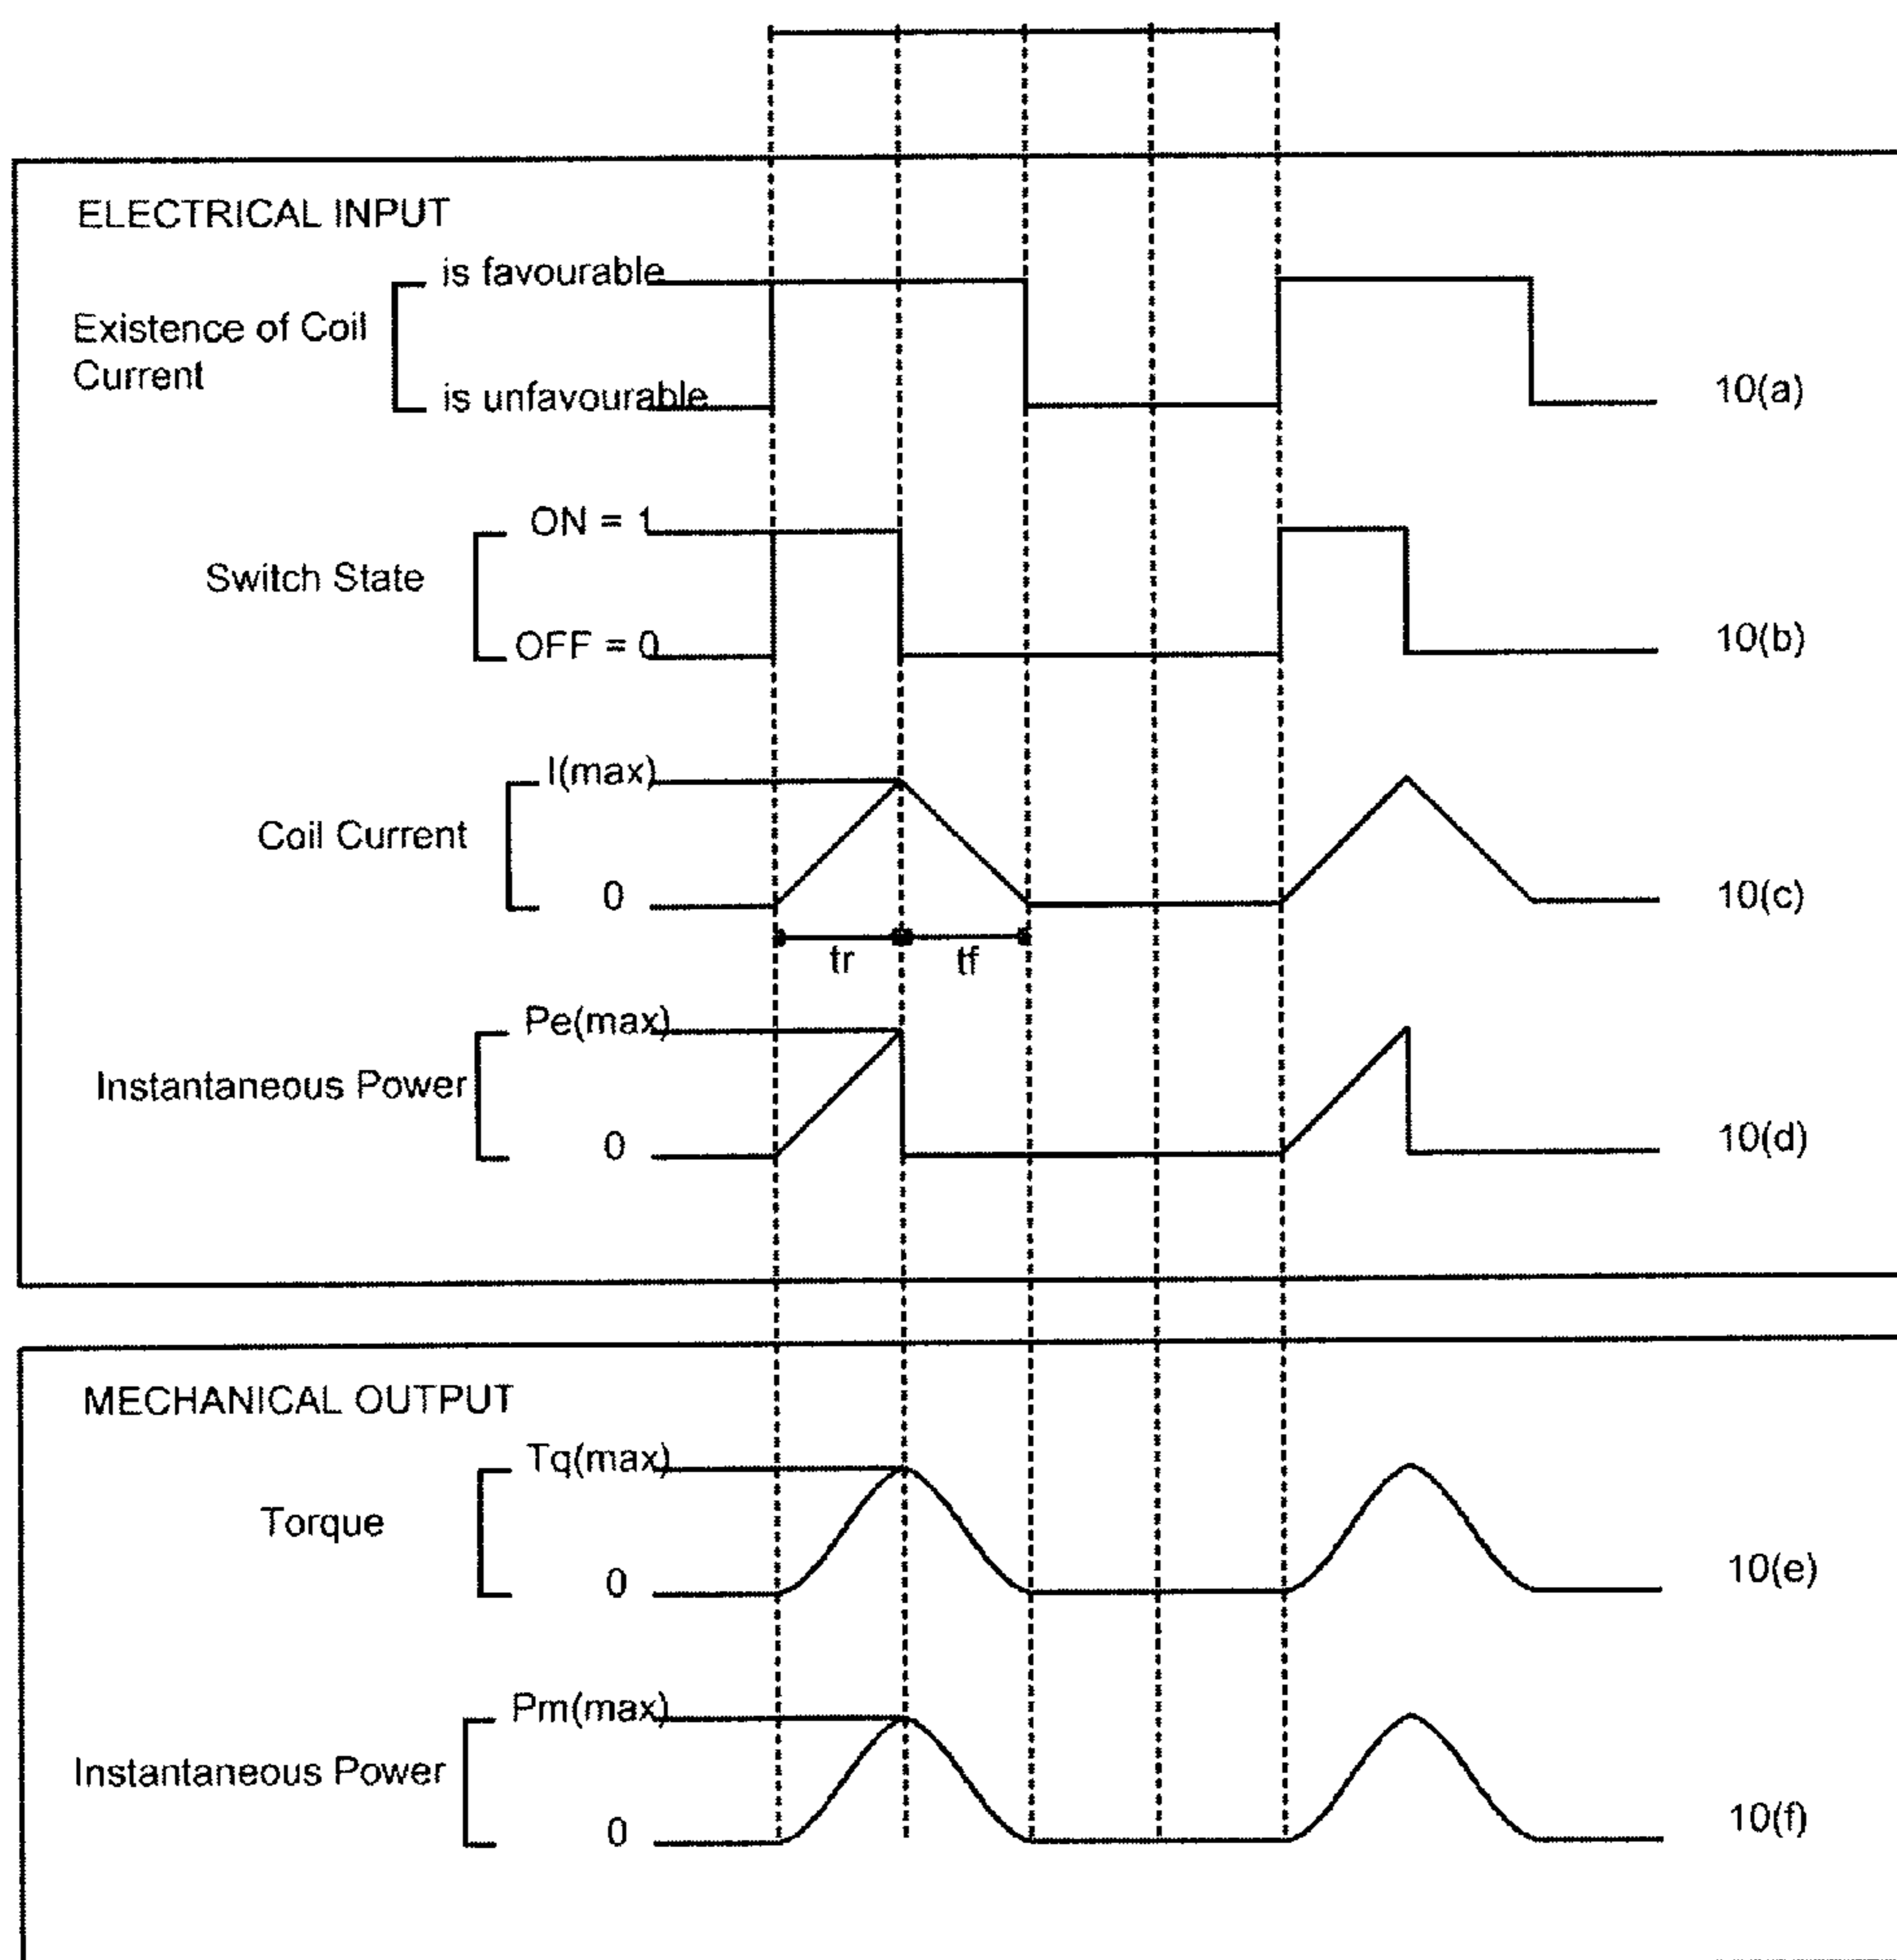 ELECTRICAL INPUT
is favourable
Existence of Coil
Current
is unfavourable
10(a)
ON = 1
Switch State
OFF = 0
10(b)
I(max)
Coil Current
0
10(c)
tr
tf
Pe(max)
Instantaneous Power
0
10(d)
MECHANICAL OUTPUT
Tq(max)
Torque
0
10(e)
Pm(max)
Instantaneous Power
0
10(f)